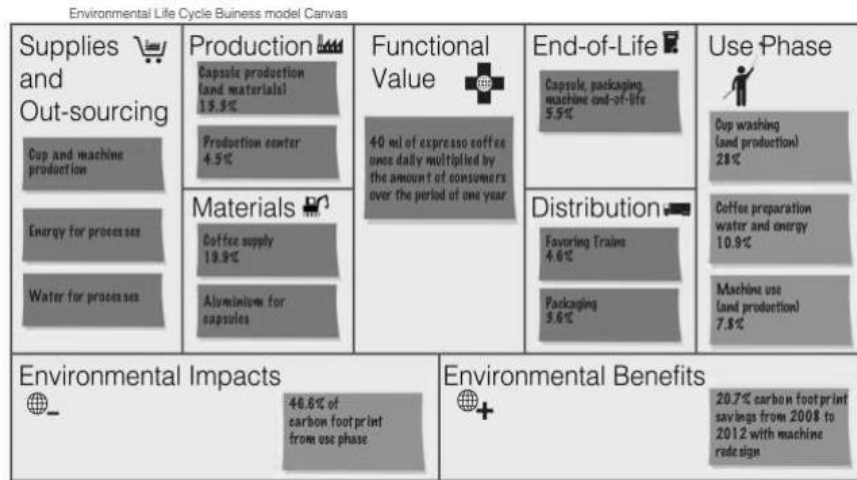 Environmental Life Cycle Buiness model Canvas
Supplies
and
Out-sourcing
Cup and machine
production
Energy for processes
Water for processes
Production
Capsule production
(and materials)
13.3%
Production center
4.5%
Materials
Coffee supply
19.9%
Aluminium for
capsules
Functional
Value
40 ml of expresso coffee
once daily multiplied by
the amount of consumers
over the period of one year
End-of-Life
Capsule, packaging,
machine end-of-life
5.5%
Distribution
Favoring Trains
4.6%
Packaging
3.6%
Use Phase
Cup washing
(and production)
28%
Coffee preparation
water and energy
10.9%
Machine use
(and production)
7.8%
Environmental Impacts
46.6% of
carbon footprint
from use phase
Environmental Benefits
20.7% carbon footprint
savings from 2008 to
2012 with machine
redesign